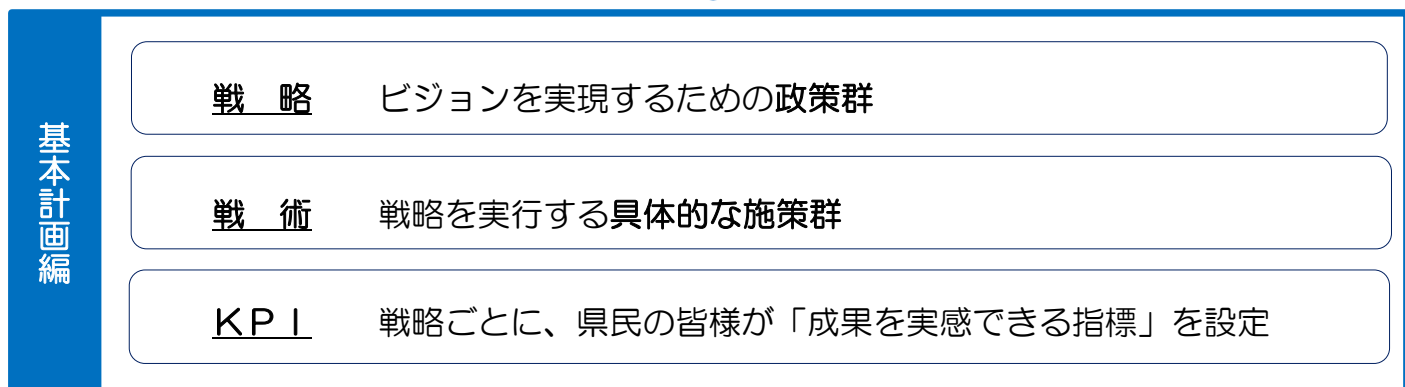 基本計画編
戦　略　ビジョンを実現するための政策群
戦　術　戦略を実行する具体的な施策群
ＫＰＩ　戦略ごとに、県民の皆様が「成果を実感できる指標」を設定